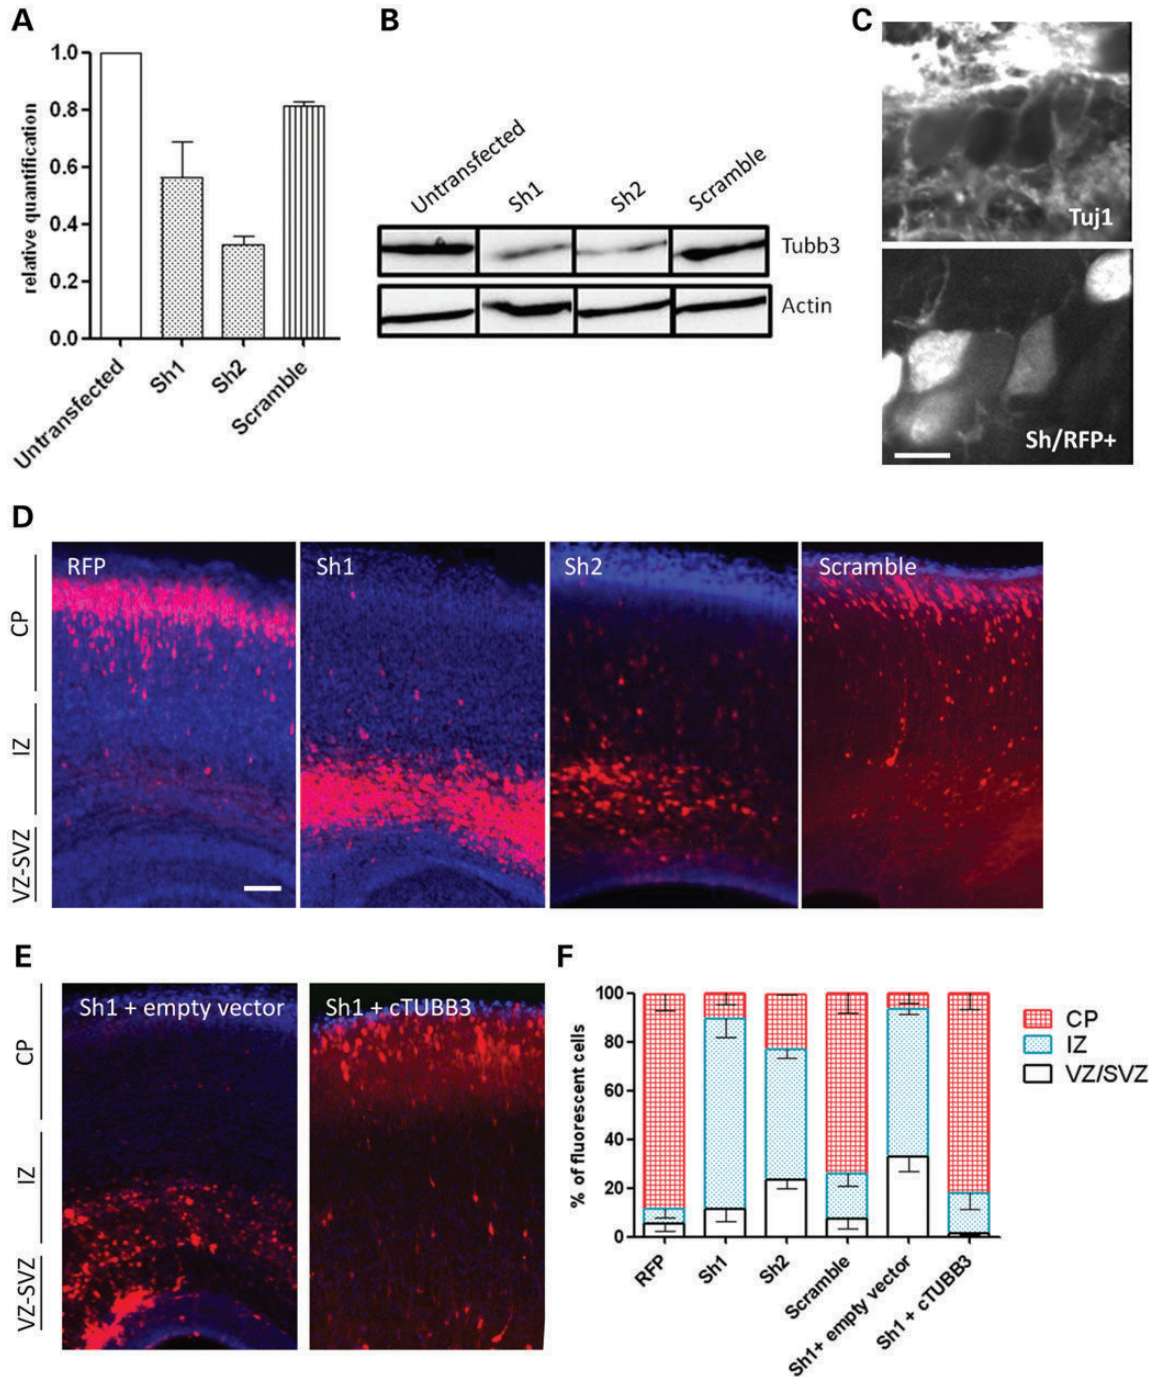 A
relative quantification
1.0
0.8
0.6
0.4
0.2
0.0
Untransfected
Sh1
Sh2
Scramble
B
Untransfected
Sh1
Sh2
Scramble
Tubb3
Actin
C
Tuj1
Sh/RFP+
D
CP
IZ
VZ-SVZ
RFP
Sh1
Sh2
Scramble
E
CP
IZ
VZ-SVZ
Sh1 + empty vector
Sh1 + cTUBB3
F
% of fluorescent cells
100
80
60
40
20
0
RFP
Sh1
Sh2
Scramble
Sh1+ empty vector
Sh1 + cTUBB3
CP
IZ
VZ/SVZ